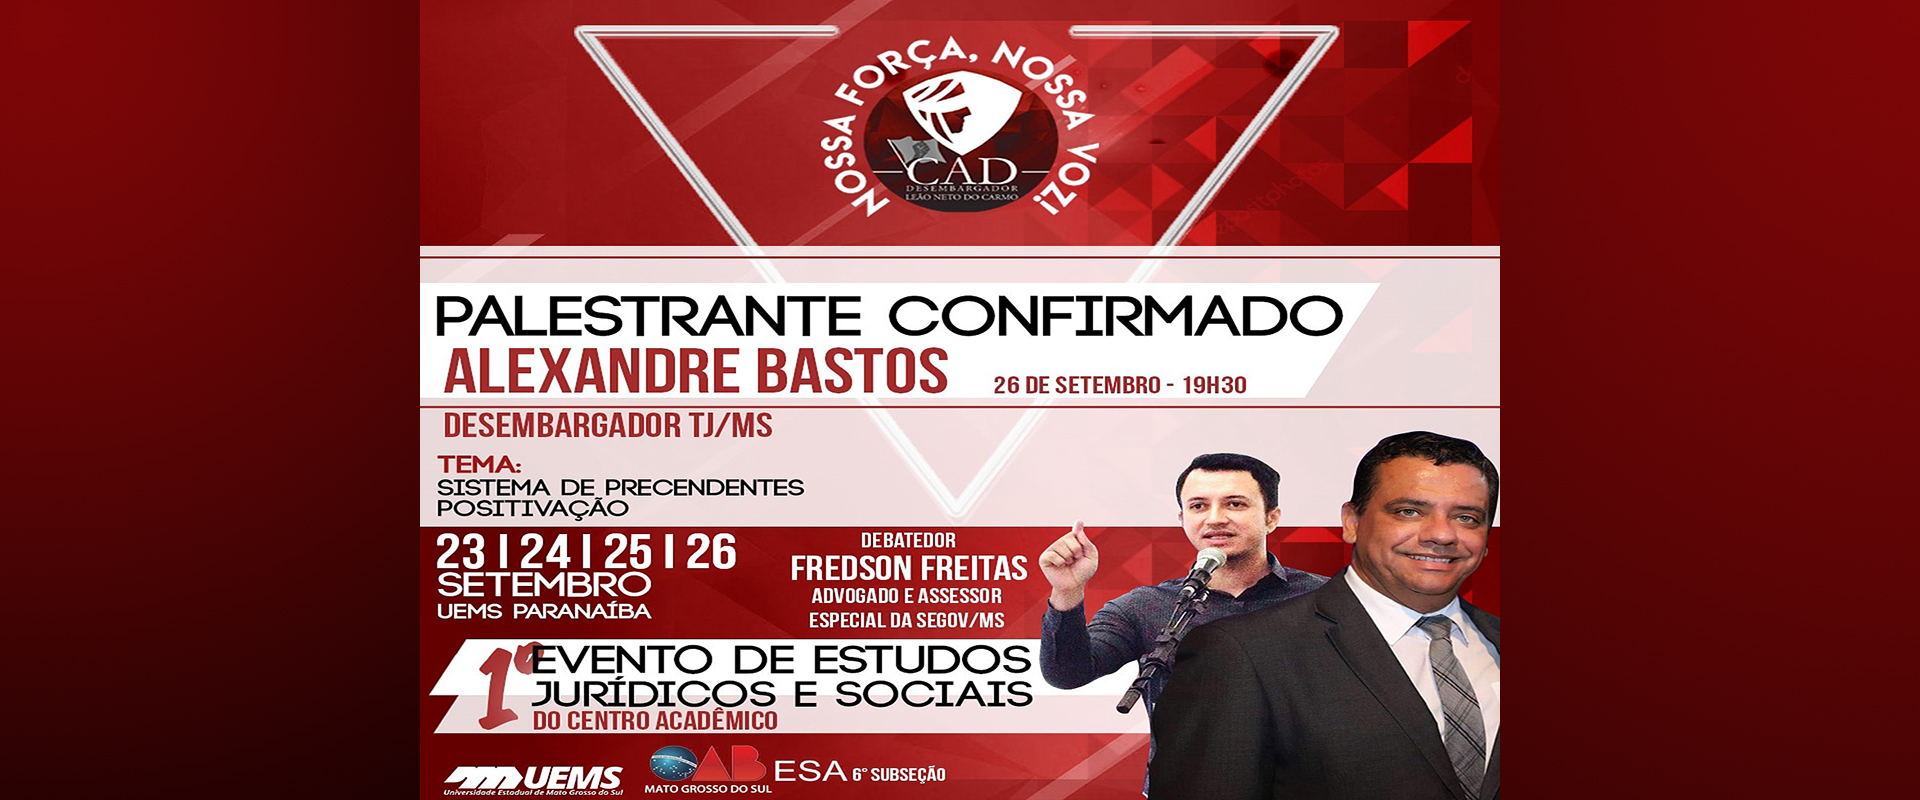 NOSSA FORÇA, NOSSA VOZ!
CAD
DESEMBARGADOR
LEÃO NETO DO CARMO
PALESTRANTE CONFIRMADO
ALEXANDRE BASTOS
26 DE SETEMBRO - 19H30
DESEMBARGADOR TJ/MS
TEMA:
SISTEMA DE PRECENDENTES
POSITIVAÇÃO
23 | 24 | 25 | 26
SETEMBRO
UEMS PARANAÍBA
DEBATEDOR
FREDSON FREITAS
ADVOGADO E ASSESSOR
ESPECIAL DA SEGOV/MS
1º EVENTO DE ESTUDOS
JURÍDICOS E SOCIAIS
DO CENTRO ACADÊMICO
UEMS
Universidade Estadual de Mato Grosso do Sul
OAB
MATO GROSSO DO SUL
ESA 6° SUBSEÇÃO